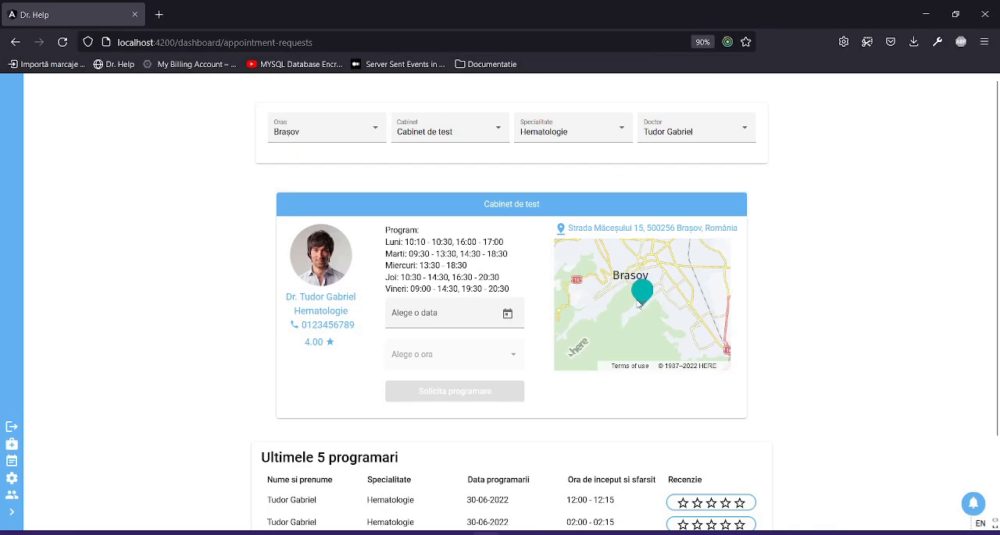 Dr. Help
localhost:4200/dashboard/appointment-requests
90%
ABP
Importă marcaje ...
Dr. Help
My Billing Account – ...
MYSQL Database Encr...
Server Sent Events in ...
Documentatie
Oras
Brașov
Cabinet
Cabinet de test
Specialitate
Hematologie
Doctor
Tudor Gabriel
Cabinet de test
Dr. Tudor Gabriel
Hematologie
0123456789
4.00
Program:
Luni: 10:10 - 10:30, 16:00 - 17:00
Marti: 09:30 - 13:30, 14:30 - 18:30
Miercuri: 13:30 - 18:30
Joi: 10:30 - 14:30, 16:30 - 20:30
Vineri: 09:00 - 14:30, 19:30 - 20:30
Alege o data
Alege o ora
Solicita programare
Strada Măceșului 15, 500256 Brașov, România
Brasov
here
Terms of use © 1987–2022 HERE
Ultimele 5 programari
Nume si prenume Specialitate Data programarii Ora de inceput si sfarsit Recenzie
Tudor Gabriel Hematologie 30-06-2022 12:00 - 12:15
Tudor Gabriel Hematologie 30-06-2022 02:00 - 02:15
EN